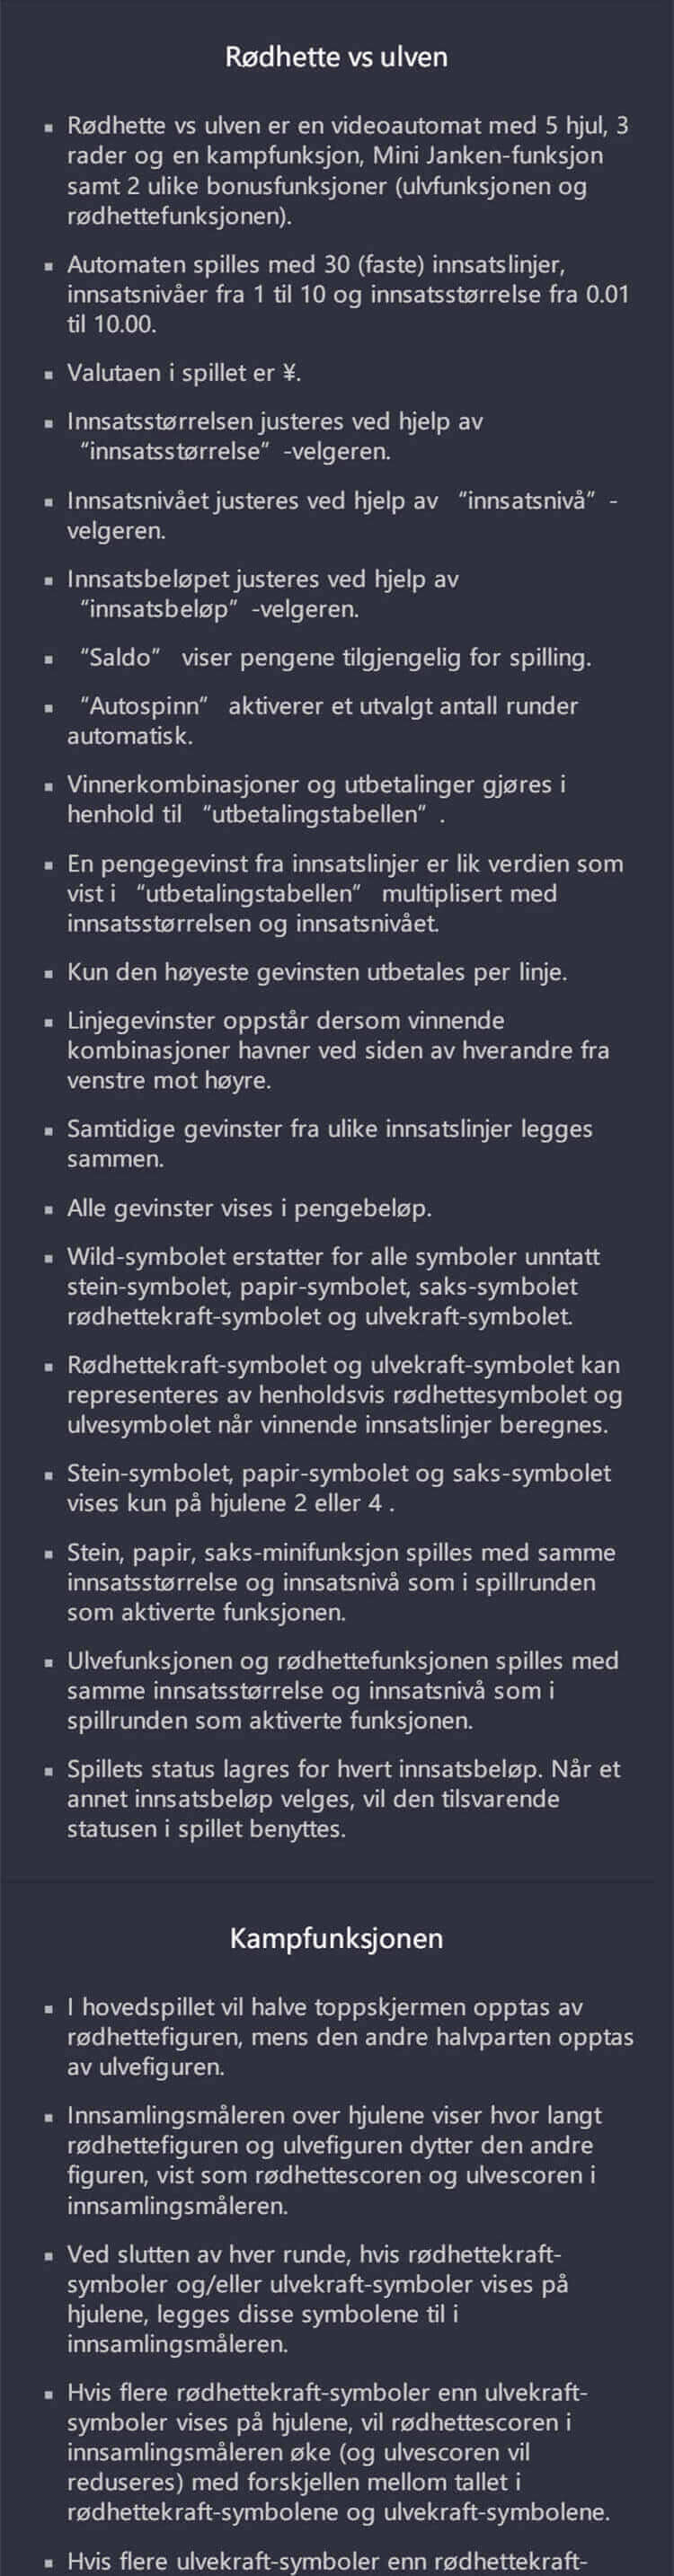 Rødhette vs ulven
▪ Rødhette vs ulven er en videoautomat med 5 hjul, 3
rader og en kampfunksjon, Mini Janken-funksjon
samt 2 ulike bonusfunksjoner (ulvfunksjonen og
rødhettefunksjonen).
▪ Automaten spilles med 30 (faste) innsatslinjer,
innsatsnivåer fra 1 til 10 og innsatsstørrelse fra 0.01
til 10.00.
▪ Valutaen i spillet er ¥.
▪ Innsatsstørrelsen justeres ved hjelp av
“innsatsstørrelse” -velgeren.
▪ Innsatsnivået justeres ved hjelp av “innsatsnivå” -
velgeren.
▪ Innsatsbeløpet justeres ved hjelp av
“innsatsbeløp” -velgeren.
▪ “Saldo” viser pengene tilgjengelig for spilling.
▪ “Autospinn” aktiverer et utvalgt antall runder
automatisk.
▪ Vinnerkombinasjoner og utbetalinger gjøres i
henhold til “utbetalingstabellen” .
▪ En pengegevinst fra innsatslinjer er lik verdien som
vist i “utbetalingstabellen” multiplisert med
innsatsstørrelsen og innsatsnivået.
▪ Kun den høyeste gevinsten utbetales per linje.
▪ Linjegevinster oppstår dersom vinnende
kombinasjoner havner ved siden av hverandre fra
venstre mot høyre.
▪ Samtidige gevinster fra ulike innsatslinjer legges
sammen.
▪ Alle gevinster vises i pengebeløp.
▪ Wild-symbolet erstatter for alle symboler unntatt
stein-symbolet, papir-symbolet, saks-symbolet
rødhettekraft-symbolet og ulvekraft-symbolet.
▪ Rødhettekraft-symbolet og ulvekraft-symbolet kan
representeres av henholdsvis rødhettesymbolet og
ulvesymbolet når vinnende innsatslinjer beregnes.
▪ Stein-symbolet, papir-symbolet og saks-symbolet
vises kun på hjulene 2 eller 4 .
▪ Stein, papir, saks-minifunksjon spilles med samme
innsatsstørrelse og innsatsnivå som i spillrunden
som aktiverte funksjonen.
▪ Ulvefunksjonen og rødhettefunksjonen spilles med
samme innsatsstørrelse og innsatsnivå som i
spillrunden som aktiverte funksjonen.
▪ Spillets status lagres for hvert innsatsbeløp. Når et
annet innsatsbeløp velges, vil den tilsvarende
statusen i spillet benyttes.
Kampfunksjonen
▪ I hovedspillet vil halve toppskjermen opptas av
rødhettefiguren, mens den andre halvparten opptas
av ulvefiguren.
▪ Innsamlingsmåleren over hjulene viser hvor langt
rødhettefiguren og ulvefiguren dytter den andre
figuren, vist som rødhettescoren og ulvescoren i
innsamlingsmåleren.
▪ Ved slutten av hver runde, hvis rødhettekraft-
symboler og/eller ulvekraft-symboler vises på
hjulene, legges disse symbolene til i
innsamlingsmåleren.
▪ Hvis flere rødhettekraft-symboler enn ulvekraft-
symboler vises på hjulene, vil rødhettescoren i
innsamlingsmåleren øke (og ulvescoren vil
reduseres) med forskjellen mellom tallet i
rødhettekraft-symbolene og ulvekraft-symbolene.
▪ Hvis flere ulvekraft-symboler enn rødhettekraft-